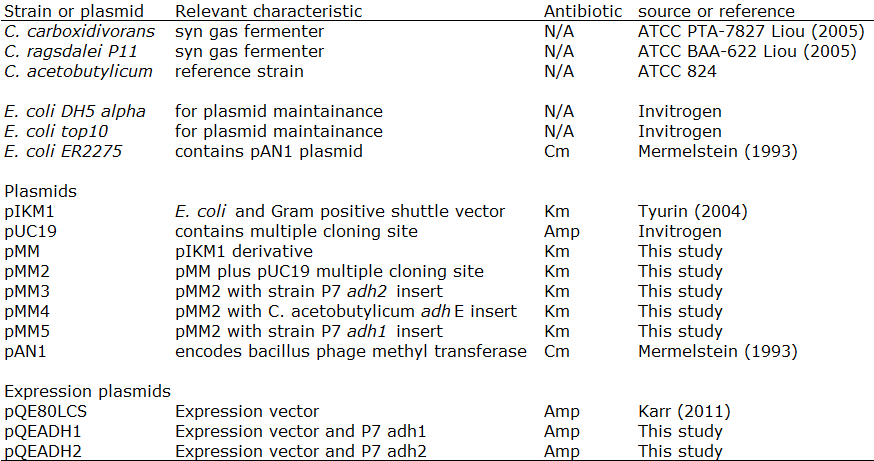 Strain or plasmid Relevant characteristic Antibiotic source or reference
C. carboxidivorans syn gas fermenter N/A ATCC PTA-7827 Liou (2005)
C. ragsdalei P11 syn gas fermenter N/A ATCC BAA-622 Liou (2005)
C. acetobutylicum reference strain N/A ATCC 824
E. coli DH5 alpha for plasmid maintainance N/A Invitrogen
E. coli top10 for plasmid maintainance N/A Invitrogen
E. coli ER2275 contains pAN1 plasmid Cm Mermelstein (1993)
Plasmids
pIKM1 E. coli and Gram positive shuttle vector Km Tyurin (2004)
pUC19 contains multiple cloning site Amp Invitrogen
pMM pIKM1 derivative Km This study
pMM2 pMM plus pUC19 multiple cloning site Km This study
pMM3 pMM2 with strain P7 adh2 insert Km This study
pMM4 pMM2 with C. acetobutylicum adh E insert Km This study
pMM5 pMM2 with strain P7 adh1 insert Km This study
pAN1 encodes bacillus phage methyl transferase Cm Mermelstein (1993)
Expression plasmids
pQE80LCS Expression vector Amp Karr (2011)
pQEADH1 Expression vector and P7 adh1 Amp This study
pQEADH2 Expression vector and P7 adh2 Amp This study